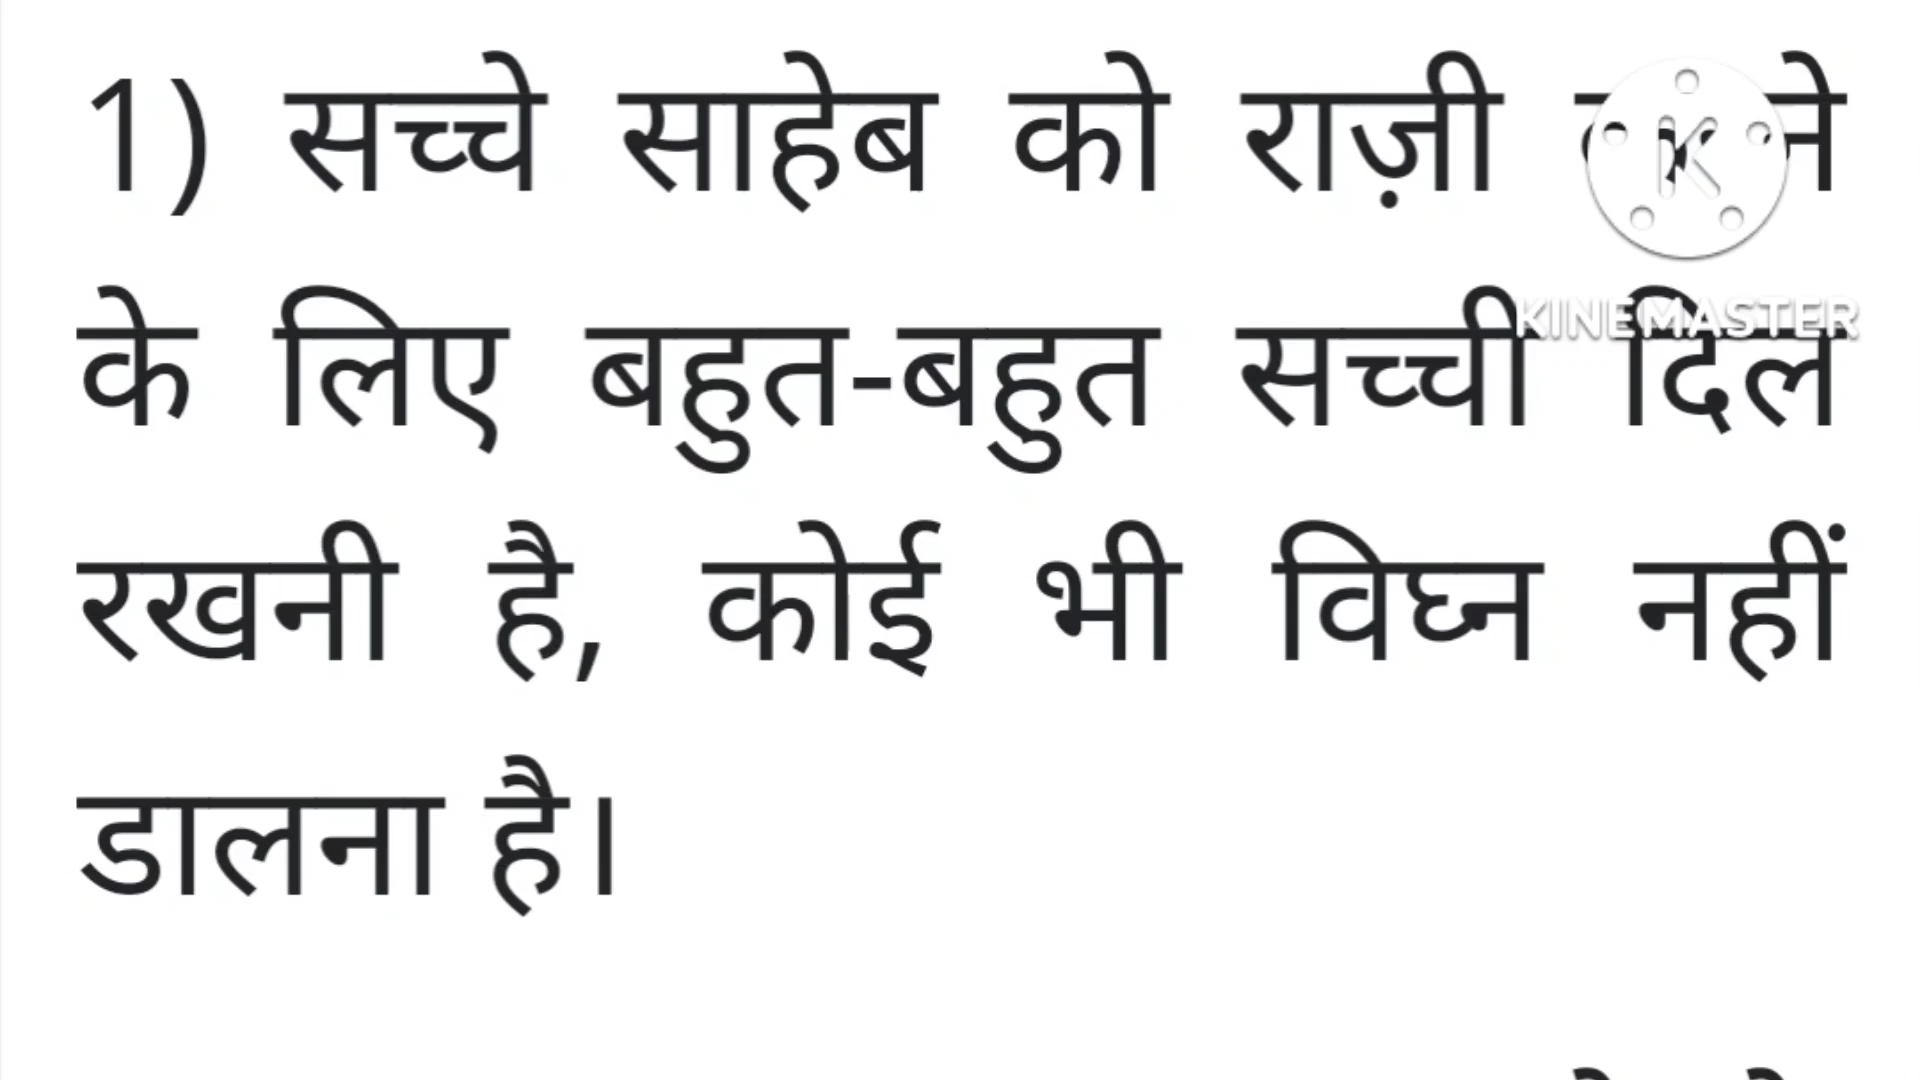 1) सच्चे साहेब को राज़ी
के लिए बहुत-बहुत सच्ची दिल
रखनी है, कोई भी विघ्न नहीं
डालना है।
KINEMASTER